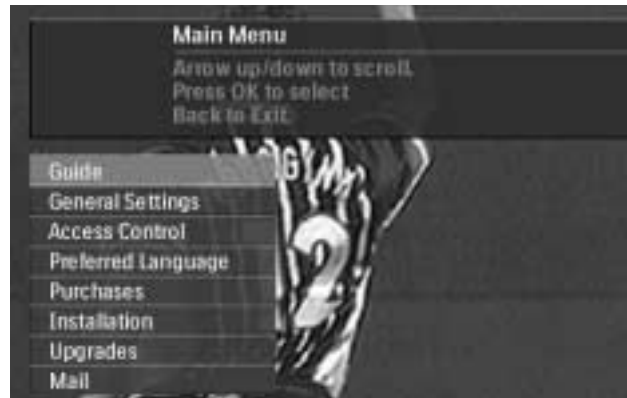 Main Menu
Arrow up/down to scroll.
Press OK to select
Back to Exit.
Guide
General Settings
Access Control
Preferred Language
Purchases
Installation
Upgrades
Mail
2